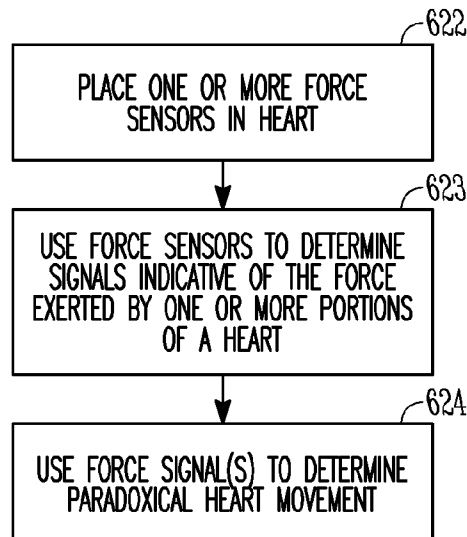 622
PLACE ONE OR MORE FORCE
SENSORS IN HEART
623
USE FORCE SENSORS TO DETERMINE
SIGNALS INDICATIVE OF THE FORCE
EXERTED BY ONE OR MORE PORTIONS
OF A HEART
624
USE FORCE SIGNAL(S) TO DETERMINE
PARADOXICAL HEART MOVEMENT